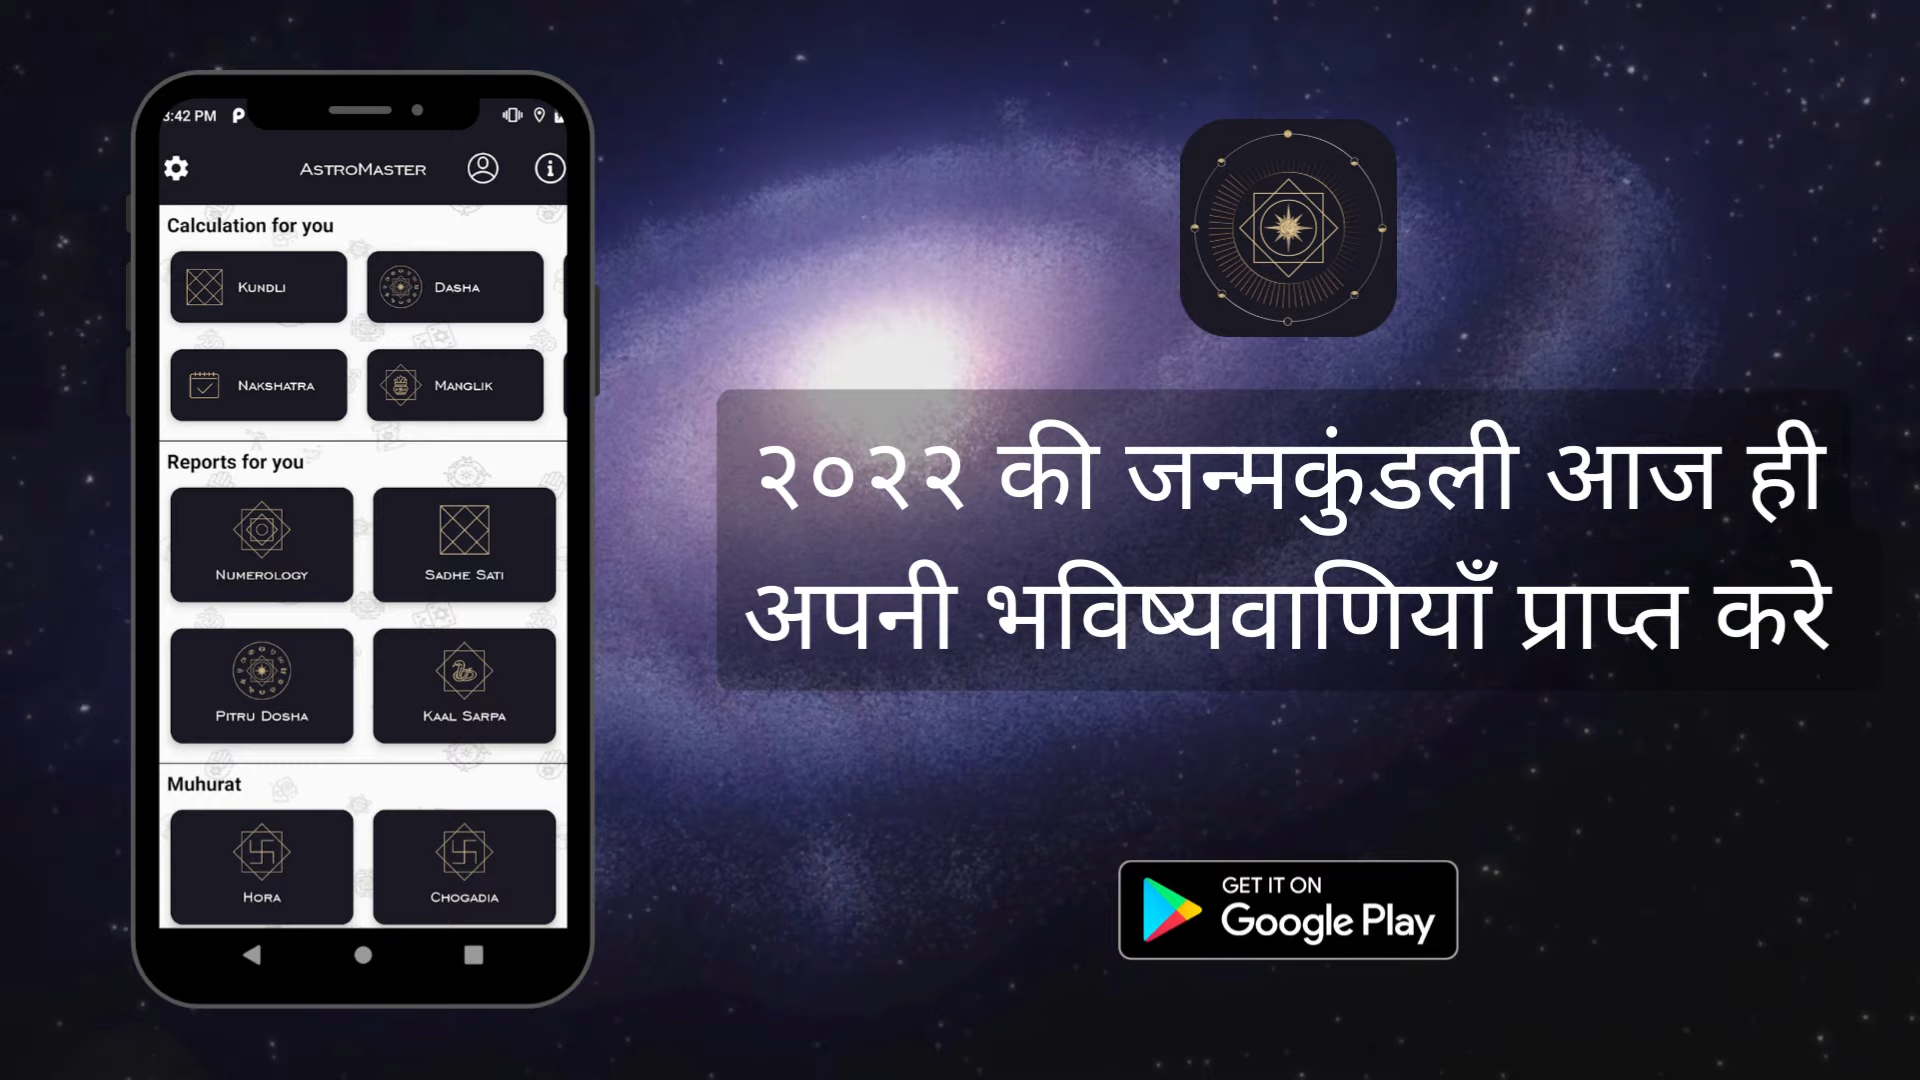 3:42 PM
AstroMaster
Calculation for you
Kundli
Dasha
Nakshatra
Manglik
Reports for you
Numerology
Sadhe Sati
Pitru Dosha
Kaal Sarpa
Muhurat
Hora
Chogadia
२०२२ की जन्मकुंडली आज ही
अपनी भविष्यवाणियाँ प्राप्त करे
GET IT ON
Google Play